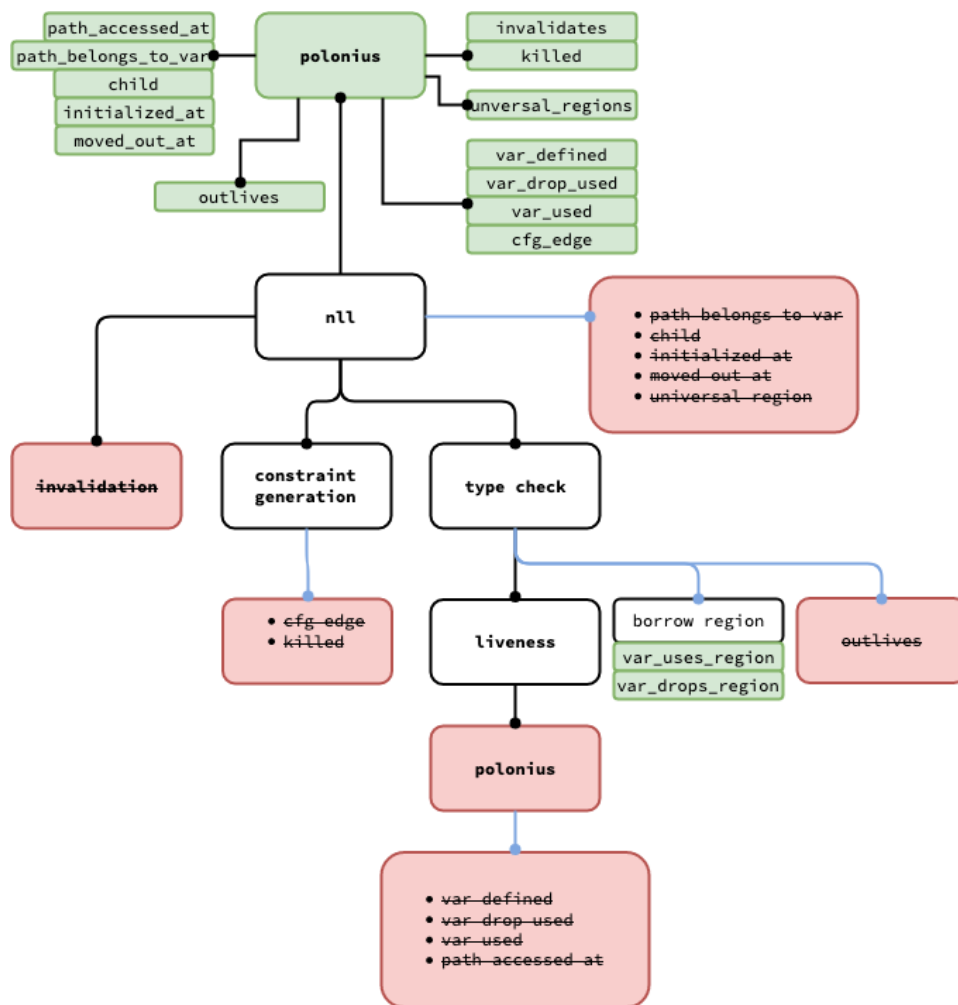 path_accessed_at
path_belongs_to_var
child
initialized_at
moved_out_at
polonius
invalidates
killed
unversal_regions
outlives
var_defined
var_drop_used
var_used
cfg_edge
nll
path belongs to var
child
initialized at
moved out at
universal region
invalidation
constraint
generation
type check
cfg edge
killed
liveness
borrow region
var_uses_region
var_drops_region
outlives
polonius
var defined
var drop used
var used
path accessed at